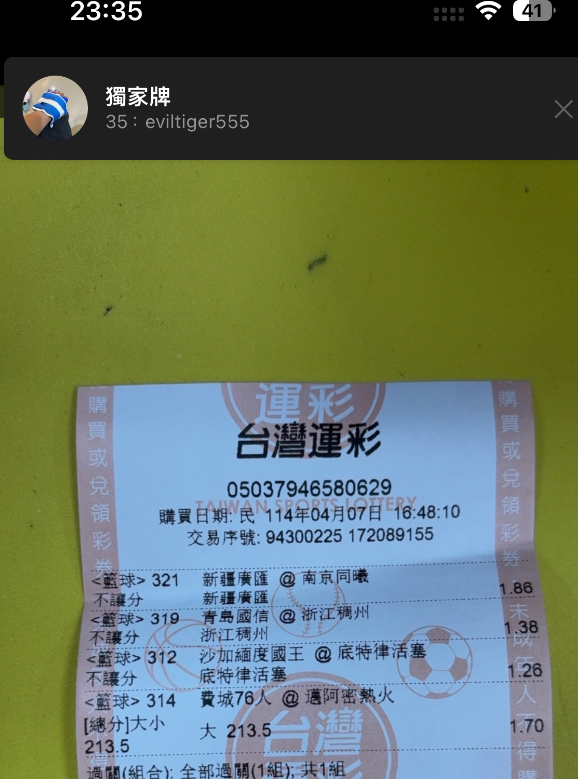 23:35
41
獨家牌
35：eviltiger555
運彩
台灣運彩
05037946580629
TAIWAN SPORTS LOTTERY
購買日期: 民 114年04月07日 16:48:10
交易序號: 94300225 172089155
<籃球> 321 新疆廣匯 @ 南京同曦
不讓分 新疆廣匯 1.86
<籃球> 319 青島國信 @ 浙江稠州
不讓分 浙江稠州 1.38
<籃球> 312 沙加緬度國王 @ 底特律活塞
不讓分 底特律活塞 1.26
<籃球> 314 費城76人 @ 邁阿密熱火
[總分]大小 大 213.5 1.70
213.5
台灣
過關(組合): 全部過關(1組); 共1組
購買或兌領彩券
購買或兌領彩券
未成年人
得購